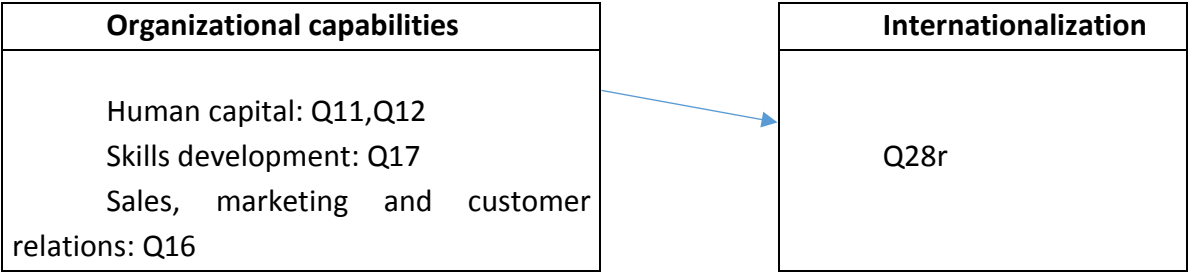 Organizational capabilities
Human capital: Q11,Q12
Skills development: Q17
Sales, marketing and customer
relations: Q16
Internationalization
Q28r